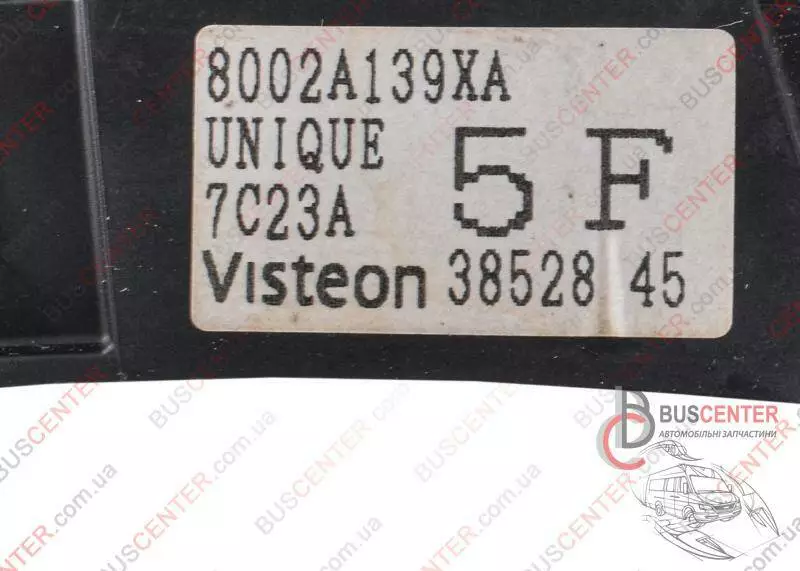 8002A139XA
UNIQUE
7C23A
5 F
Visteon 38528 45
BUSCENTER
АВТОМОБІЛЬНІ ЗАПЧАСТИНИ
BUSCENTER.com.ua